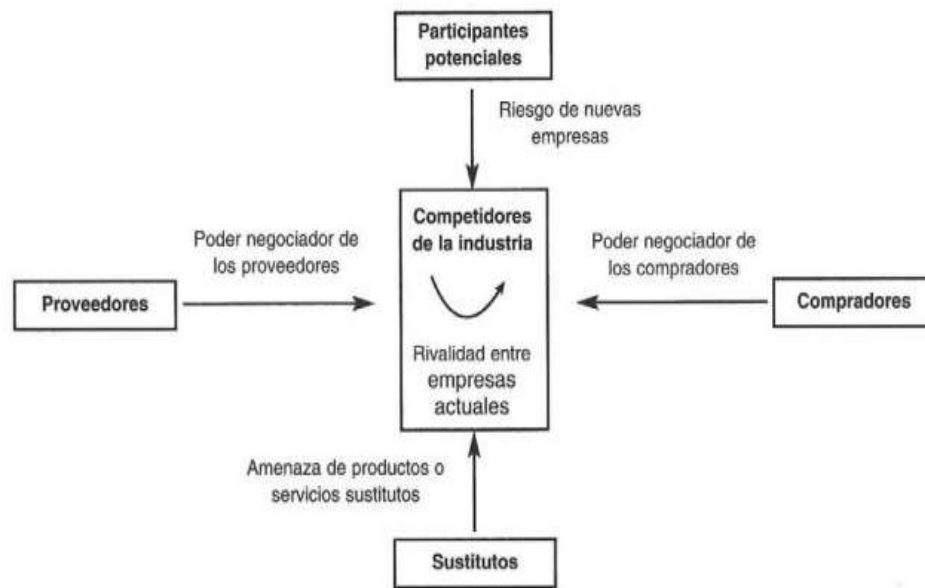 Participantes
potenciales
Riesgo de nuevas
empresas
Competidores
de la industria
Poder negociador de
los proveedores
Poder negociador de
los compradores
Proveedores
Compradores
Rivalidad entre
empresas
actuales
Amenaza de productos o
servicios sustitutos
Sustitutos